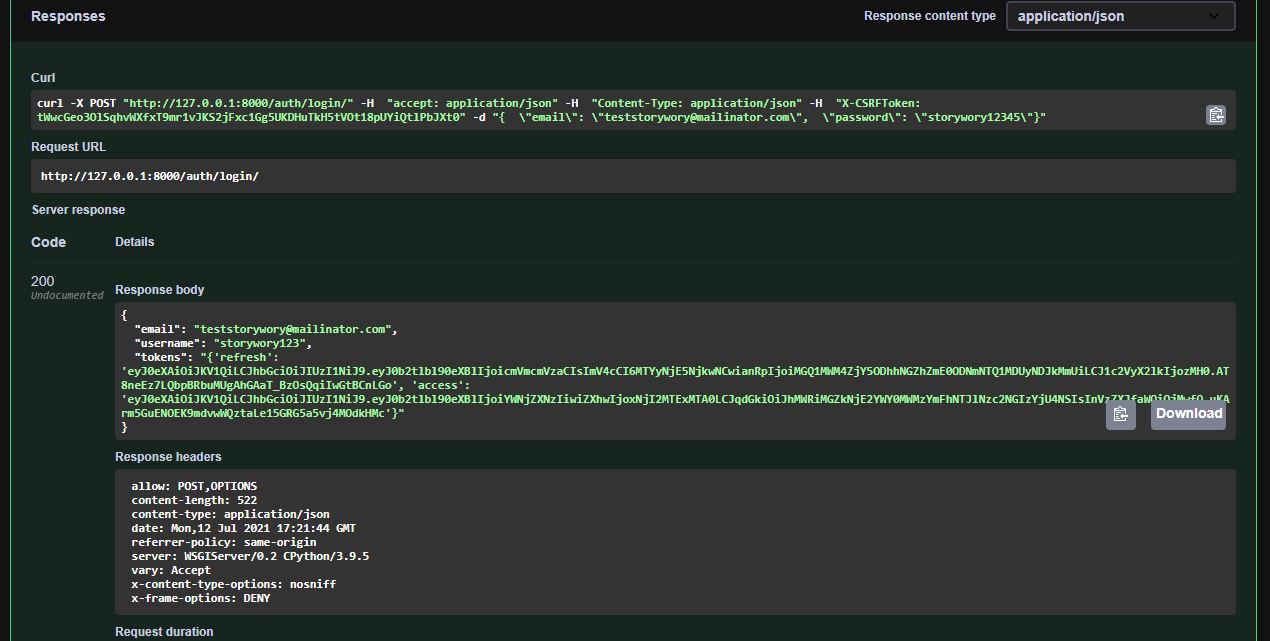 Responses
Response content type application/json
Curl
curl -X POST "http://127.0.0.1:8000/auth/login/" -H  "accept: application/json" -H  "Content-Type: application/json" -H  "X-CSRFToken:
tWwcGeo3OlSqhvWXfxT9mr1vJKS2jFxc1Gg5UKDHuTkH5tVOt18pUYiQtlPbJXt0" -d "{  \"email\": \"teststorywory@mailinator.com\",  \"password\": \"storywory12345\"}"
Request URL
http://127.0.0.1:8000/auth/login/
Server response
Code Details
200
Undocumented
Response body
{
"email": "teststorywory@mailinator.com",
"username": "storywory123",
"tokens": "{'refresh':
'eyJ0eXAiOiJKV1QiLCJhbGciOiJIUzI1NiJ9.eyJ0b2tlbl90eXBlIjoicmVmcmVzaCIsImV4cCI6MTYyNjE5NjkwNCwianRpIjoiMGQ1MWM4ZjY5ODhhNGZhZmE0ODNmNTQ1MDUyNDJkMmUiLCJ1c2VyX2lkIjozMH0.AT
8neEz7LQbpBRbuMUgAhGAaT_BzOsQqiIwGtBCnLGo', 'access':
rm5GuENOEK9mdvwWQztaLe15GRG5a5vj4MOdkHMc'}"
}
Download
Response headers
allow: POST,OPTIONS
content-length: 522
content-type: application/json
date: Mon,12 Jul 2021 17:21:44 GMT
referrer-policy: same-origin
server: WSGIServer/0.2 CPython/3.9.5
vary: Accept
x-content-type-options: nosniff
x-frame-options: DENY
Request duration